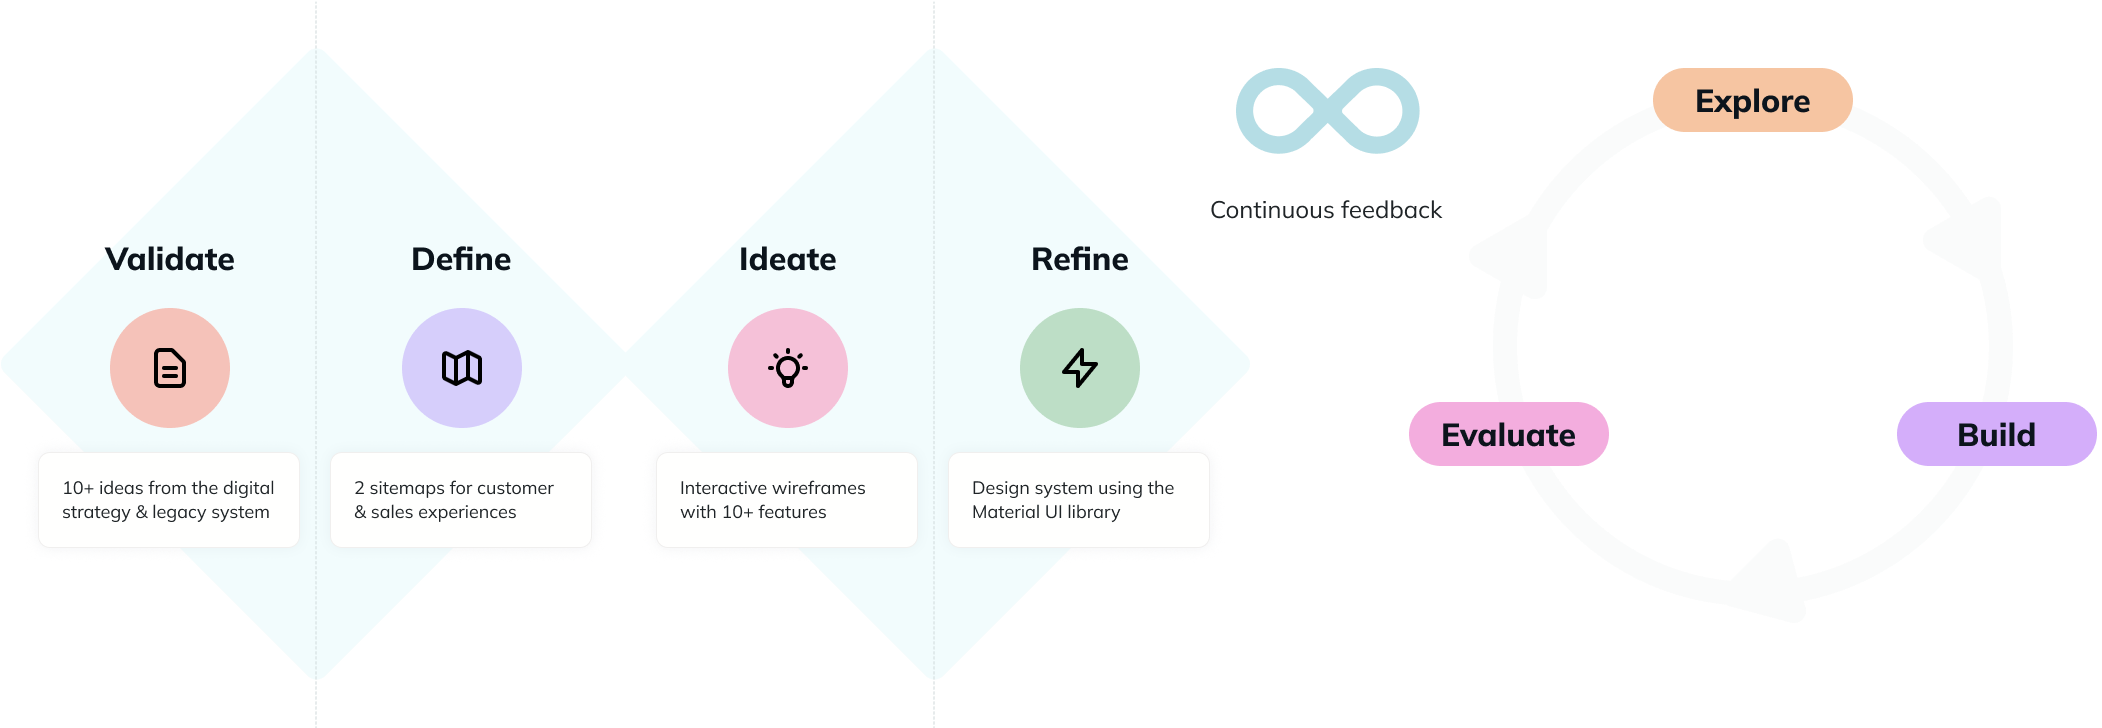 Validate
10+ ideas from the digital
strategy & legacy system
Define
2 sitemaps for customer
& sales experiences
Ideate
Interactive wireframes
with 10+ features
Refine
Design system using the
Material UI library
Continuous feedback
Explore
Build
Evaluate